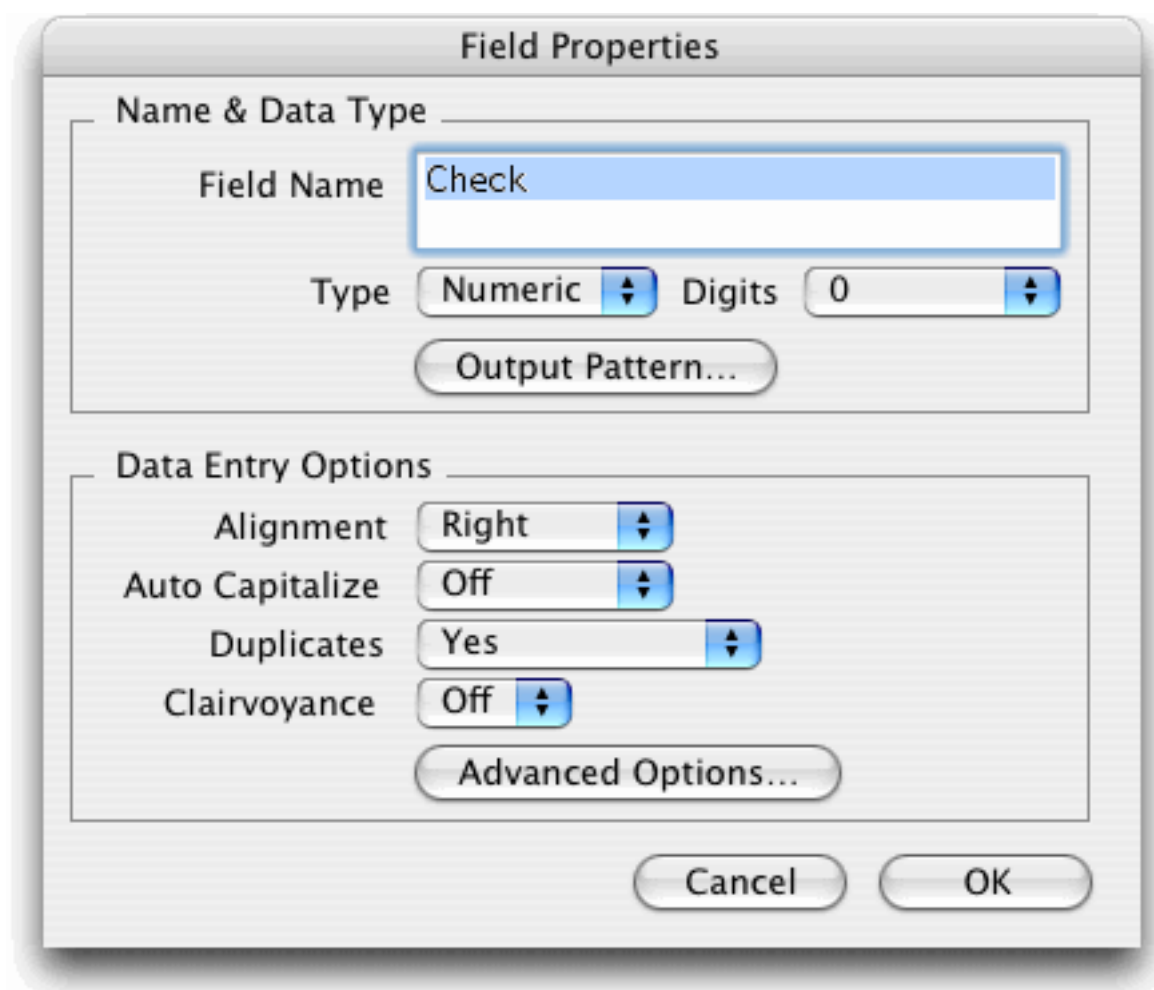 Field Properties
Name & Data Type
Field Name Check
Type Numeric Digits 0
Output Pattern...
Data Entry Options
Alignment Right
Auto Capitalize Off
Duplicates Yes
Clairvoyance Off
Advanced Options...
Cancel OK